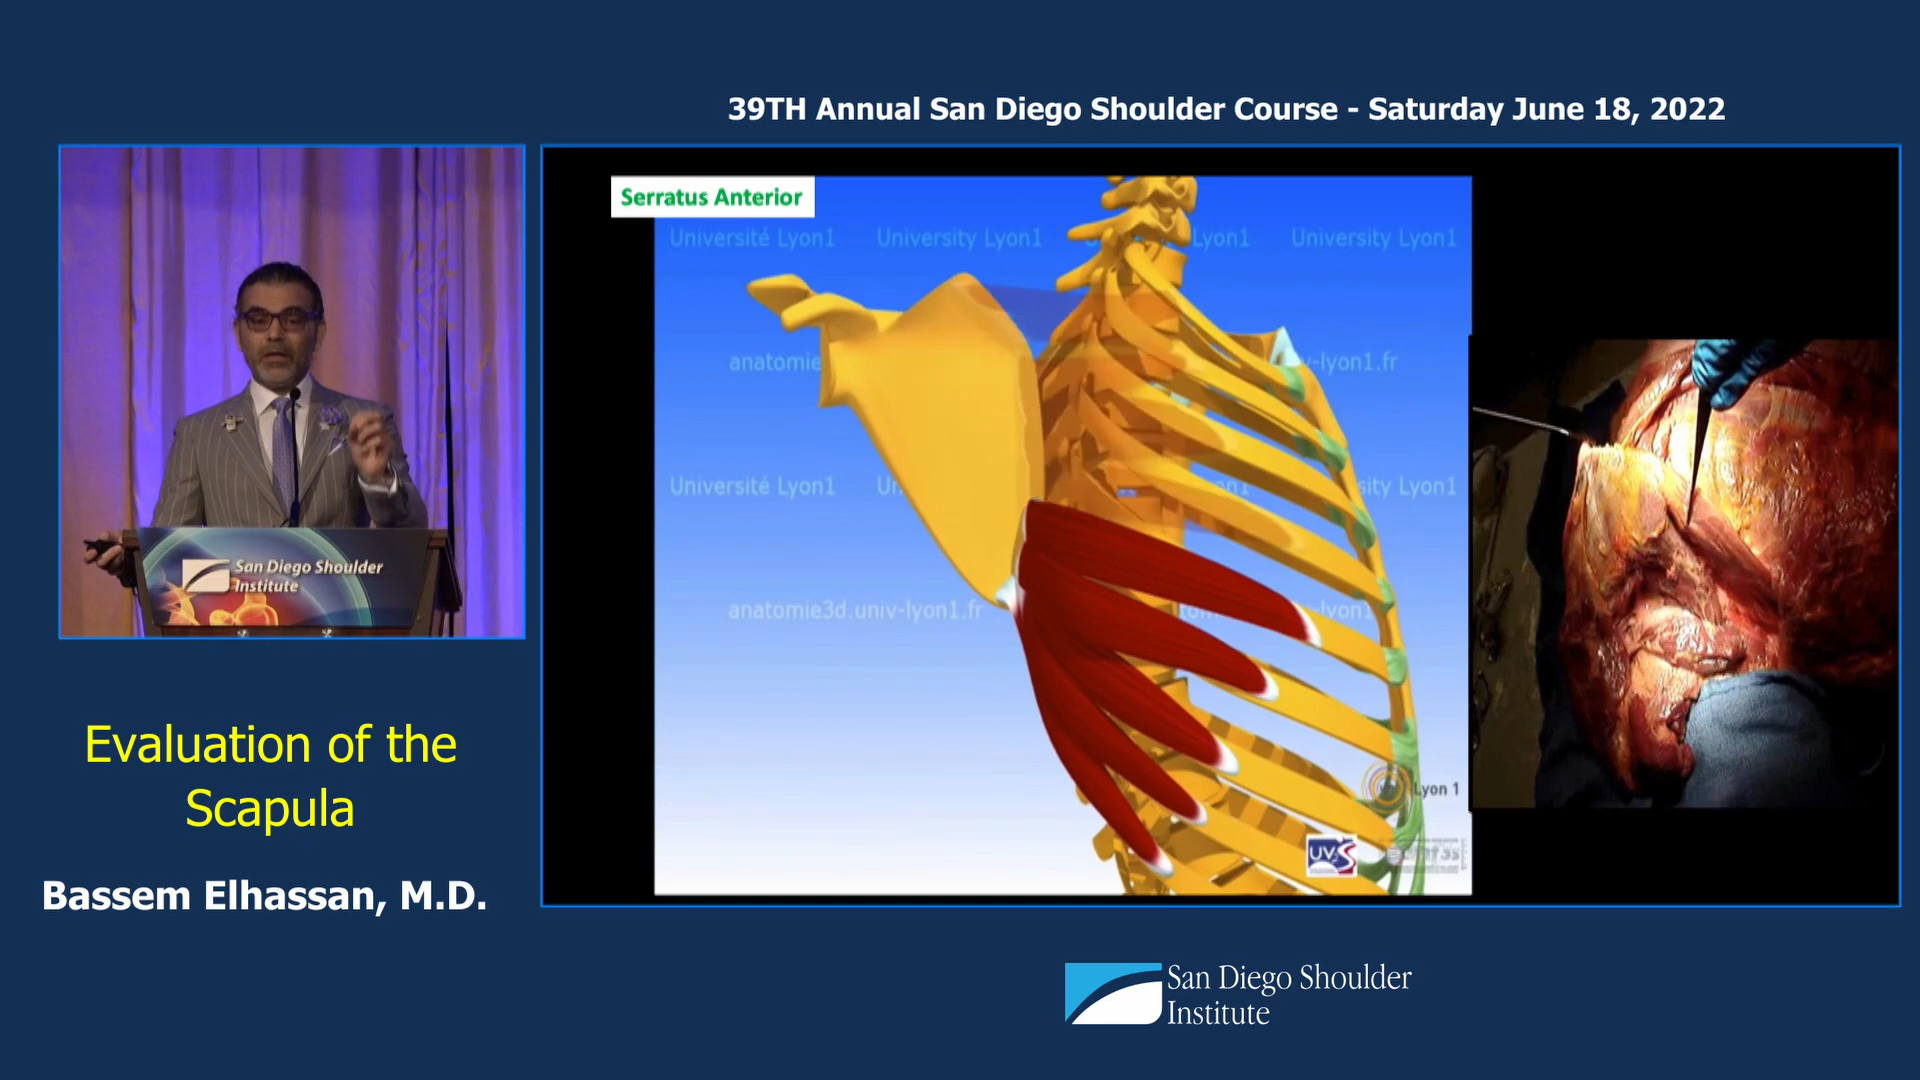 39TH Annual San Diego Shoulder Course - Saturday June 18, 2022
Serratus Anterior
Université Lyon1 University Lyon1 Lyon1 University Lyon1
anatomie v-lyon1.fr
Université Lyon1 sity Lyon1
anatomie3d.univ-lyon1.fr lyon1
Lyon 1
UVS
San Diego Shoulder
Institute
Evaluation of the
Scapula
Bassem Elhassan, M.D.
San Diego Shoulder
Institute